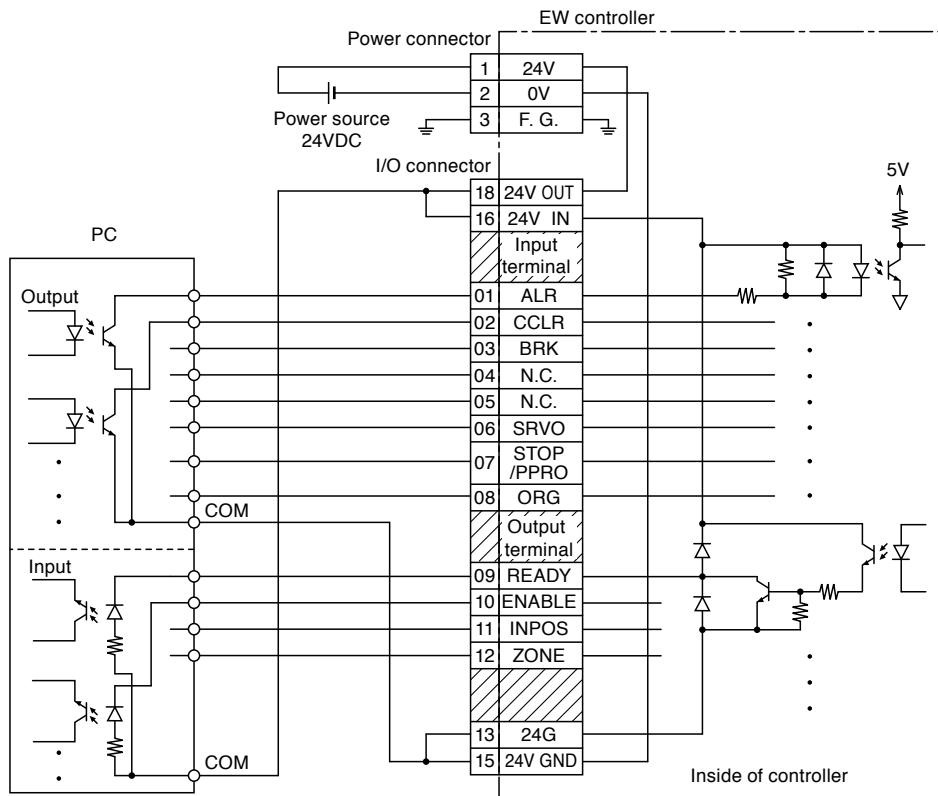 EW controller
Power connector
1 24V
2 0V
3 F. G.
Power source
24VDC
I/O connector
18 24V OUT
16 24V IN
5V
PC
Input
terminal
Output
01 ALR
02 CCLR
03 BRK
04 N.C.
05 N.C.
06 SRVO
07 STOP
/PPRO
08 ORG
COM
Output
terminal
Input
09 READY
10 ENABLE
11 INPOS
12 ZONE
13 24G
COM
15 24V GND
Inside of controller